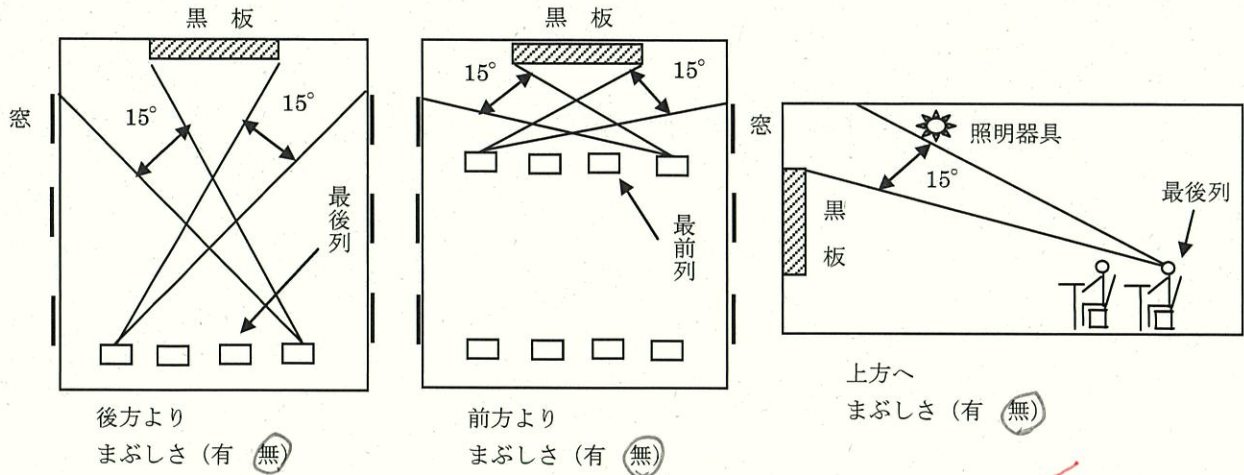 黒 板
窓
15°
15°
最後列
後方より
まぶしさ（有 無）
黒 板
15°
15°
窓
最前列
前方より
まぶしさ（有 無）
照明器具
15°
黒板
最後列
上方へ
まぶしさ（有 無）